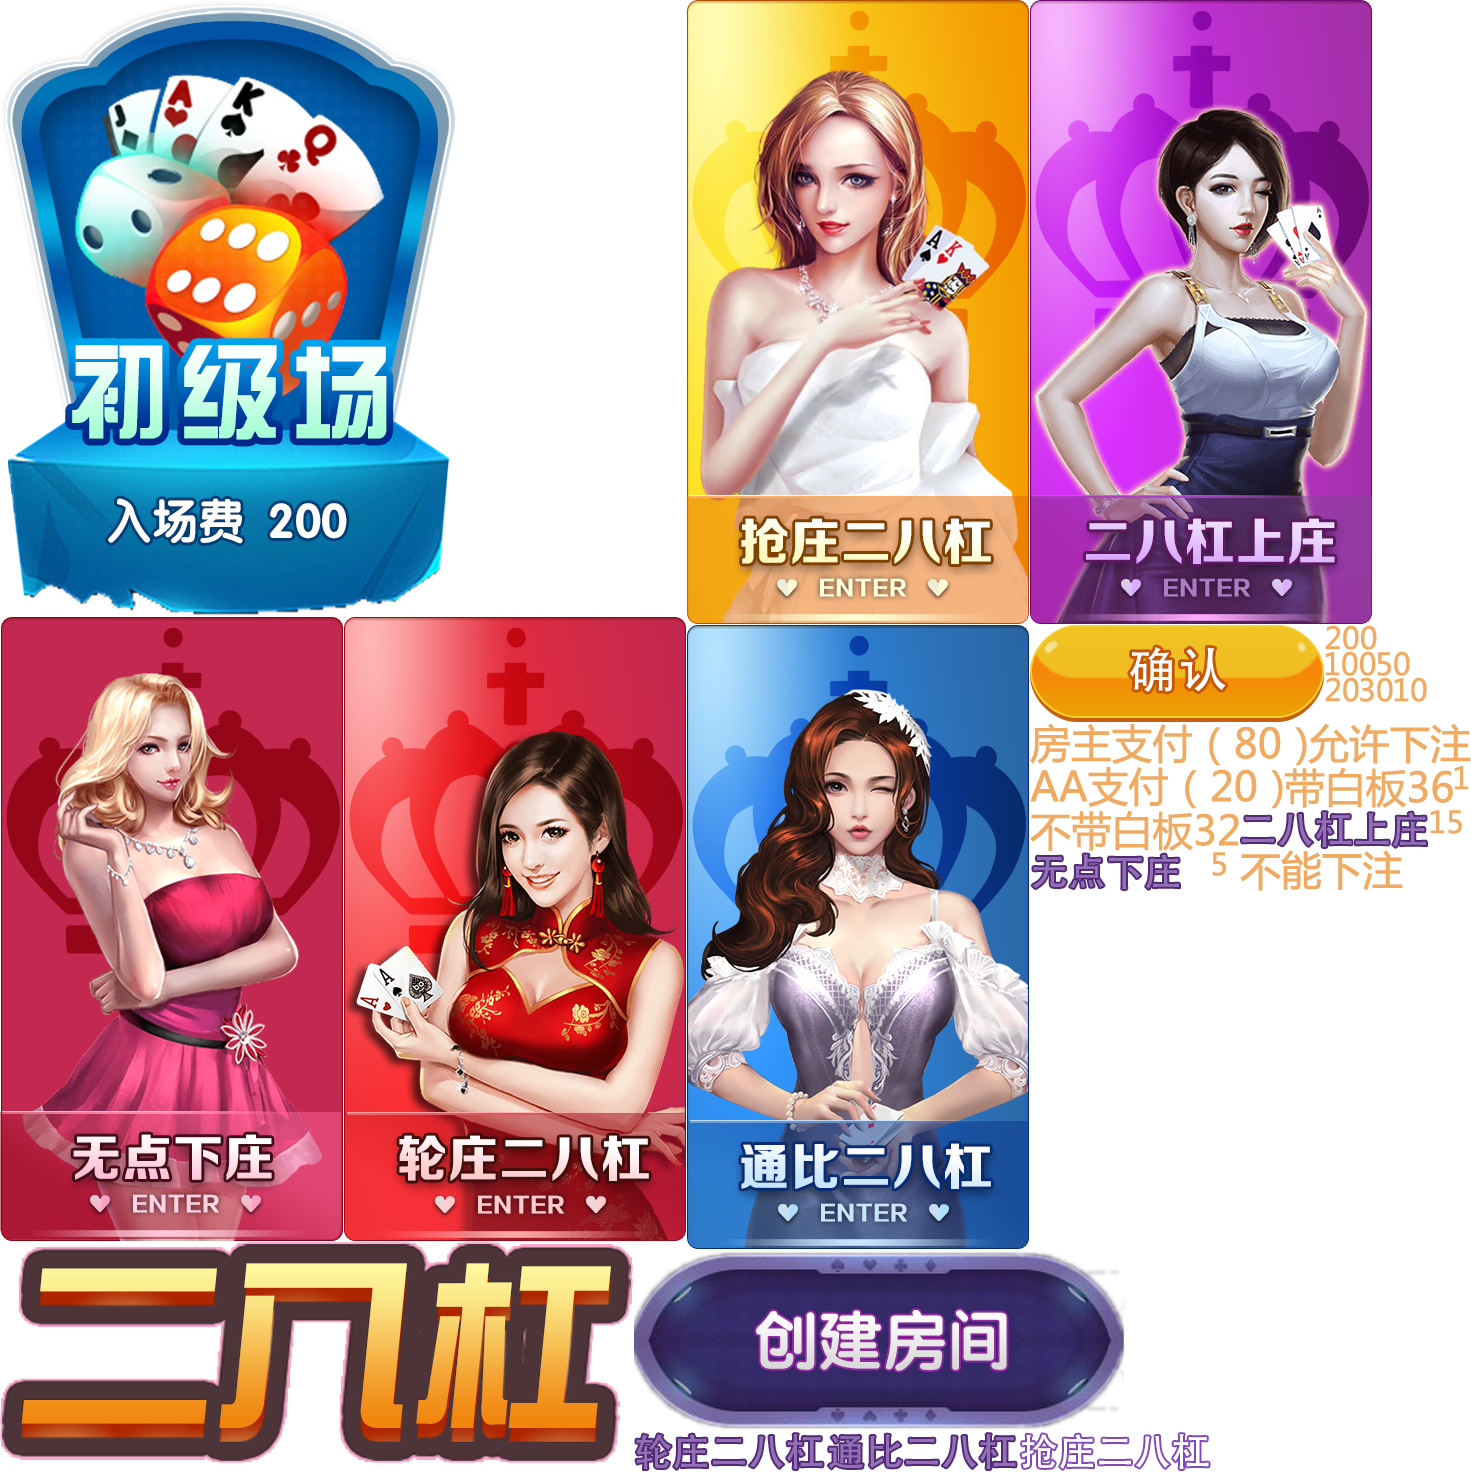 J
A
K
Q
初级场
入场费 200
A K
A
抢庄二八杠
ENTER
二八杠上庄
ENTER
无点下庄
ENTER
A A
轮庄二八杠
ENTER
通比二八杠
ENTER
确认
200
10050
203010
房主支付（ 80 )允许下注
AA支付（ 20 )带白板36
1
不带白板32
二八杠上庄
15
无点下庄
5
不能下注
二八杠
创建房间
轮庄二八杠
通比二八杠
抢庄二八杠